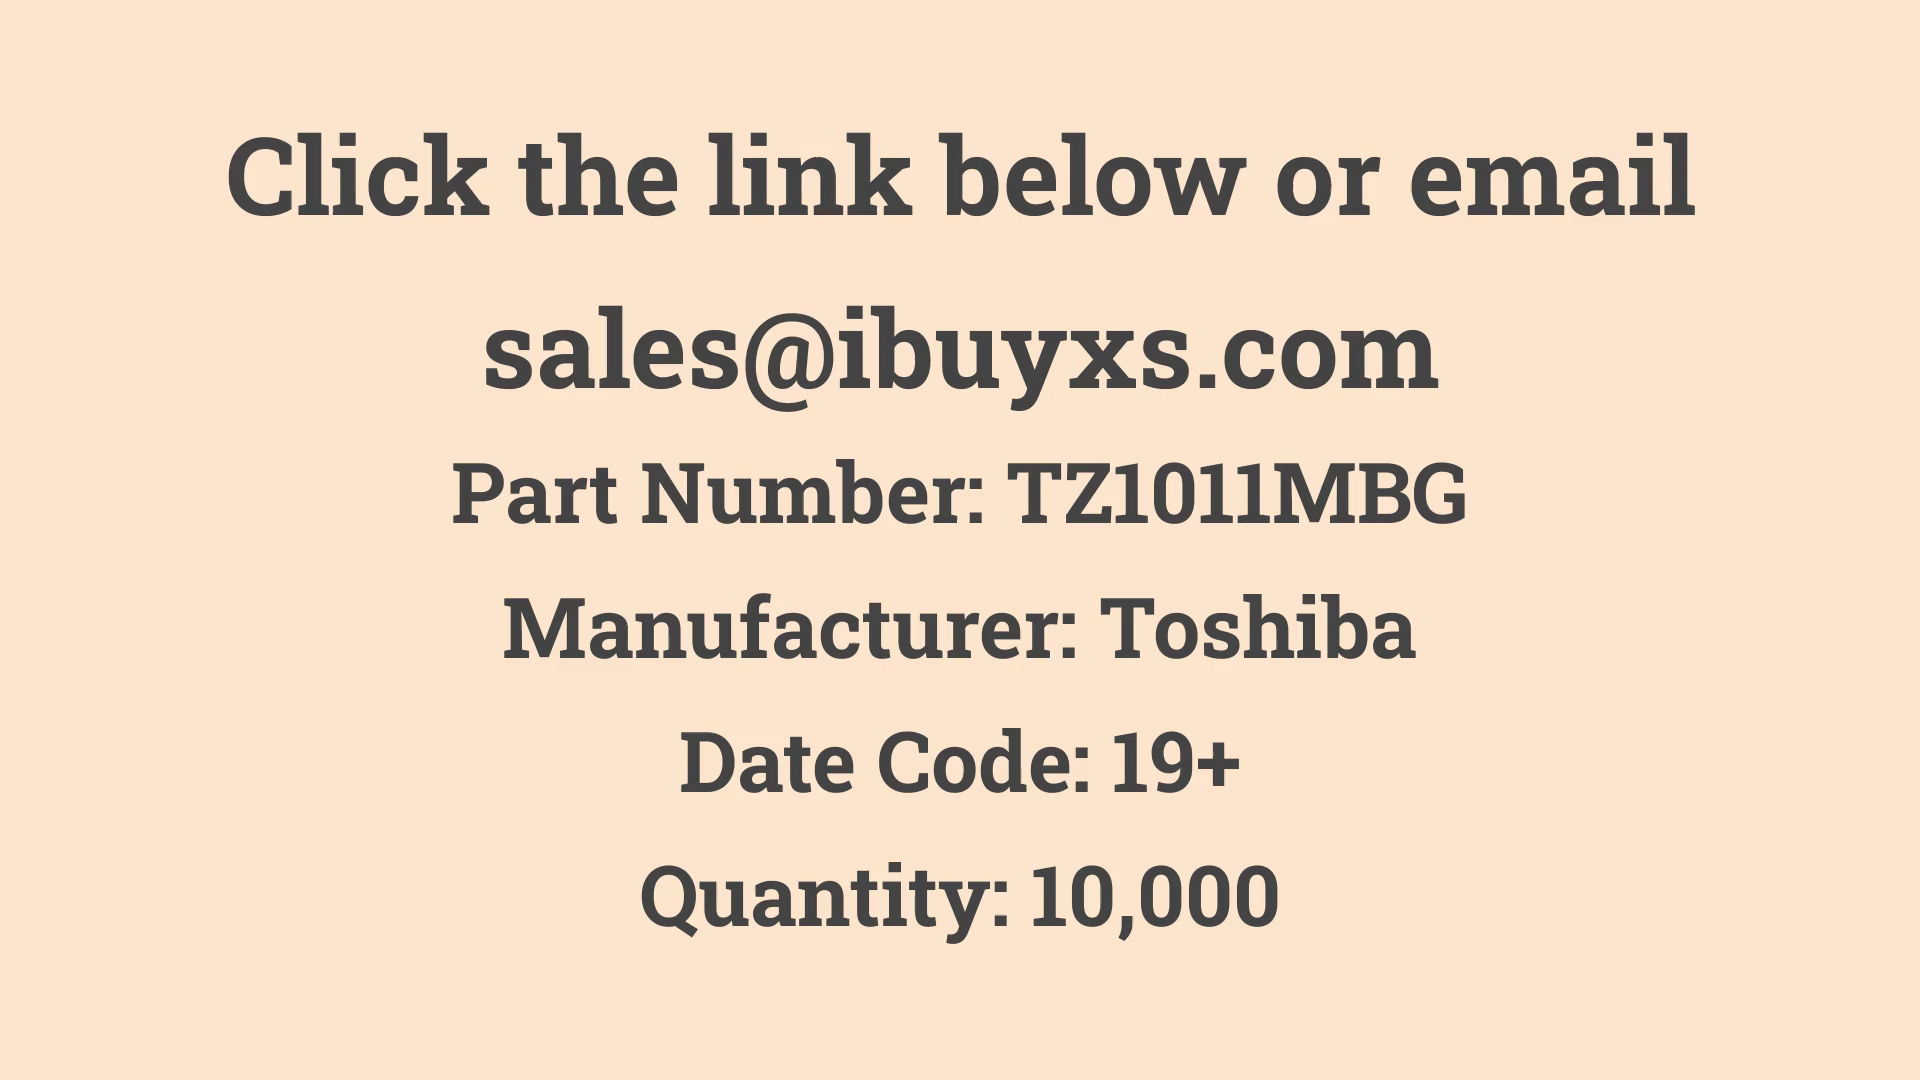 Click the link below or email
sales@ibuyxs.com
Part Number: TZ1011MBG
Manufacturer: Toshiba
Date Code: 19+
Quantity: 10,000